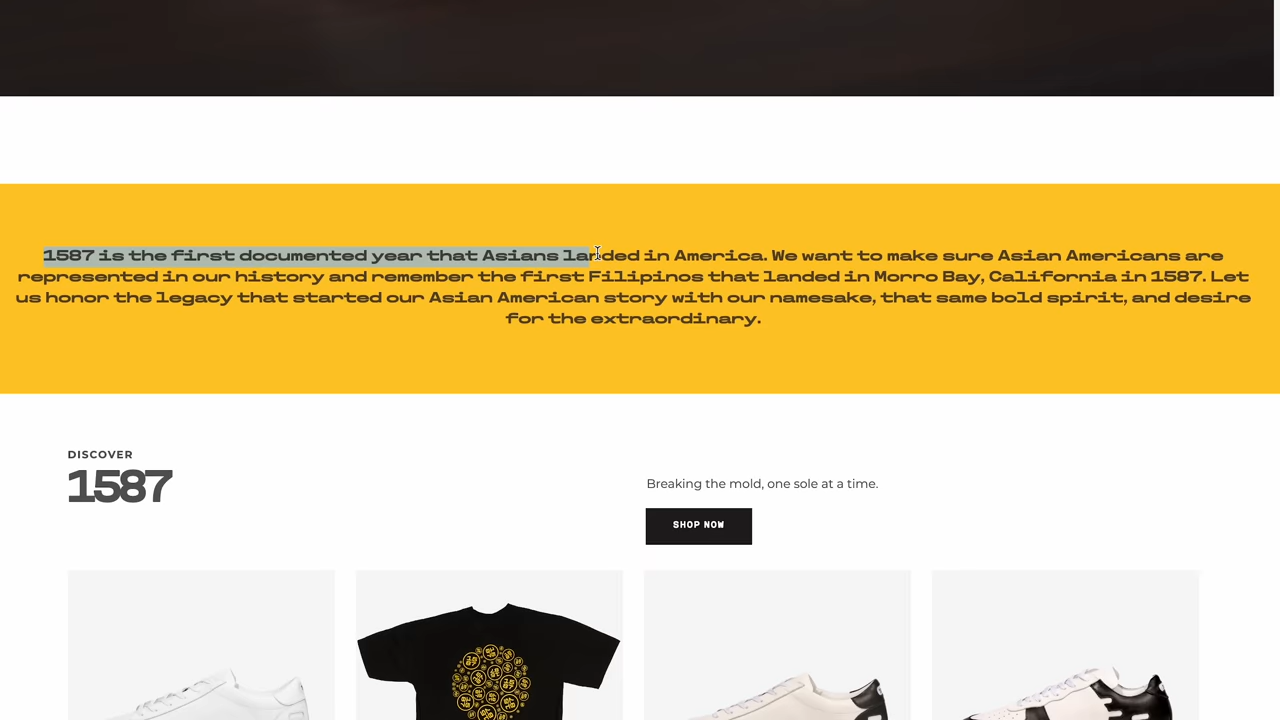 1587 is the first documented year that Asians landed in America. We want to make sure Asian Americans are
represented in our history and remember the first Filipinos that landed in Morro Bay, California in 1587. Let
us honor the legacy that started our Asian American story with our namesake, that same bold spirit, and desire
for the extraordinary.
DISCOVER
1587
Breaking the mold, one sole at a time.
SHOP NOW